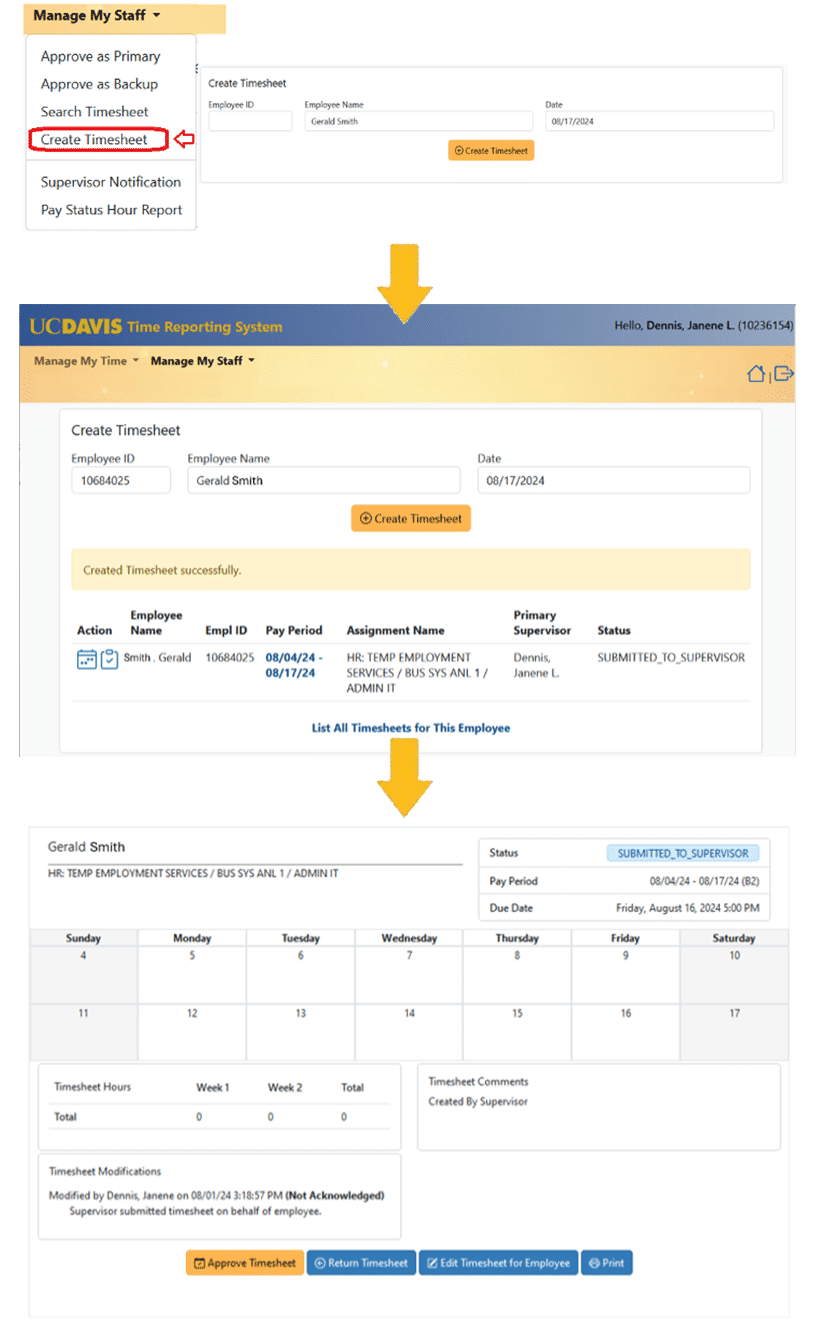 Manage My Staff
Approve as Primary
Approve as Backup
Search Timesheet
Create Timesheet
Supervisor Notification
Pay Status Hour Report
Create Timesheet
Employee ID Employee Name Date
Gerald Smith 08/17/2024
Create Timesheet
UCDAVIS Time Reporting System Hello, Dennis, Janene L. (10236154)
Manage My Time Manage My Staff
Create Timesheet
Employee ID Employee Name Date
10684025 Gerald Smith 08/17/2024
Create Timesheet
Created Timesheet successfully.
Action Employee Name Empl ID Pay Period Assignment Name Primary Supervisor Status
Smith , Gerald 10684025 08/04/24 - HR: TEMP EMPLOYMENT Dennis, SUBMITTED_TO_SUPERVISOR
08/17/24 SERVICES / BUS SYS ANL 1 / Janene L.
ADMIN IT
List All Timesheets for This Employee
Gerald Smith
HR: TEMP EMPLOYMENT SERVICES / BUS SYS ANL 1 / ADMIN IT
Status SUBMITTED_TO_SUPERVISOR
Pay Period 08/04/24 - 08/17/24 (B2)
Due Date Friday, August 16, 2024 5:00 PM
Sunday Monday Tuesday Wednesday Thursday Friday Saturday
4 5 6 7 8 9 10
11 12 13 14 15 16 17
Timesheet Hours Week 1 Week 2 Total
Total 0 0 0
Timesheet Comments
Created By Supervisor
Timesheet Modifications
Modified by Dennis, Janene on 08/01/24 3:18:57 PM (Not Acknowledged)
Supervisor submitted timesheet on behalf of employee.
Approve Timesheet Return Timesheet Edit Timesheet for Employee Print